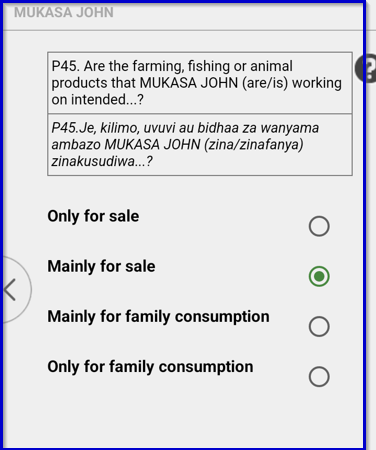 MUKASA JOHN
P45. Are the farming, fishing or animal
products that MUKASA JOHN (are/is) working
on intended...?
P45.Je, kilimo, uvuvi au bidhaa za wanyama
ambazo MUKASA JOHN (zina/zinafanya)
zinakusudiwa...?
Only for sale
Mainly for sale
Mainly for family consumption
Only for family consumption
?